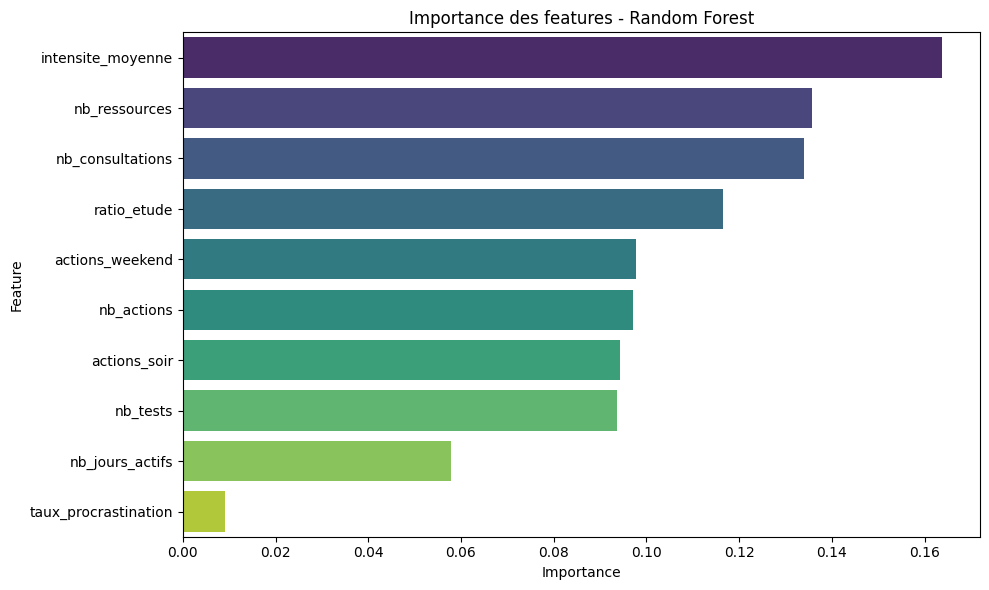 Importance des features - Random Forest
Feature
intensite_moyenne
nb_ressources
nb_consultations
ratio_etude
actions_weekend
nb_actions
actions_soir
nb_tests
nb_jours_actifs
taux_procrastination
0.00 0.02 0.04 0.06 0.08 0.10 0.12 0.14 0.16
Importance